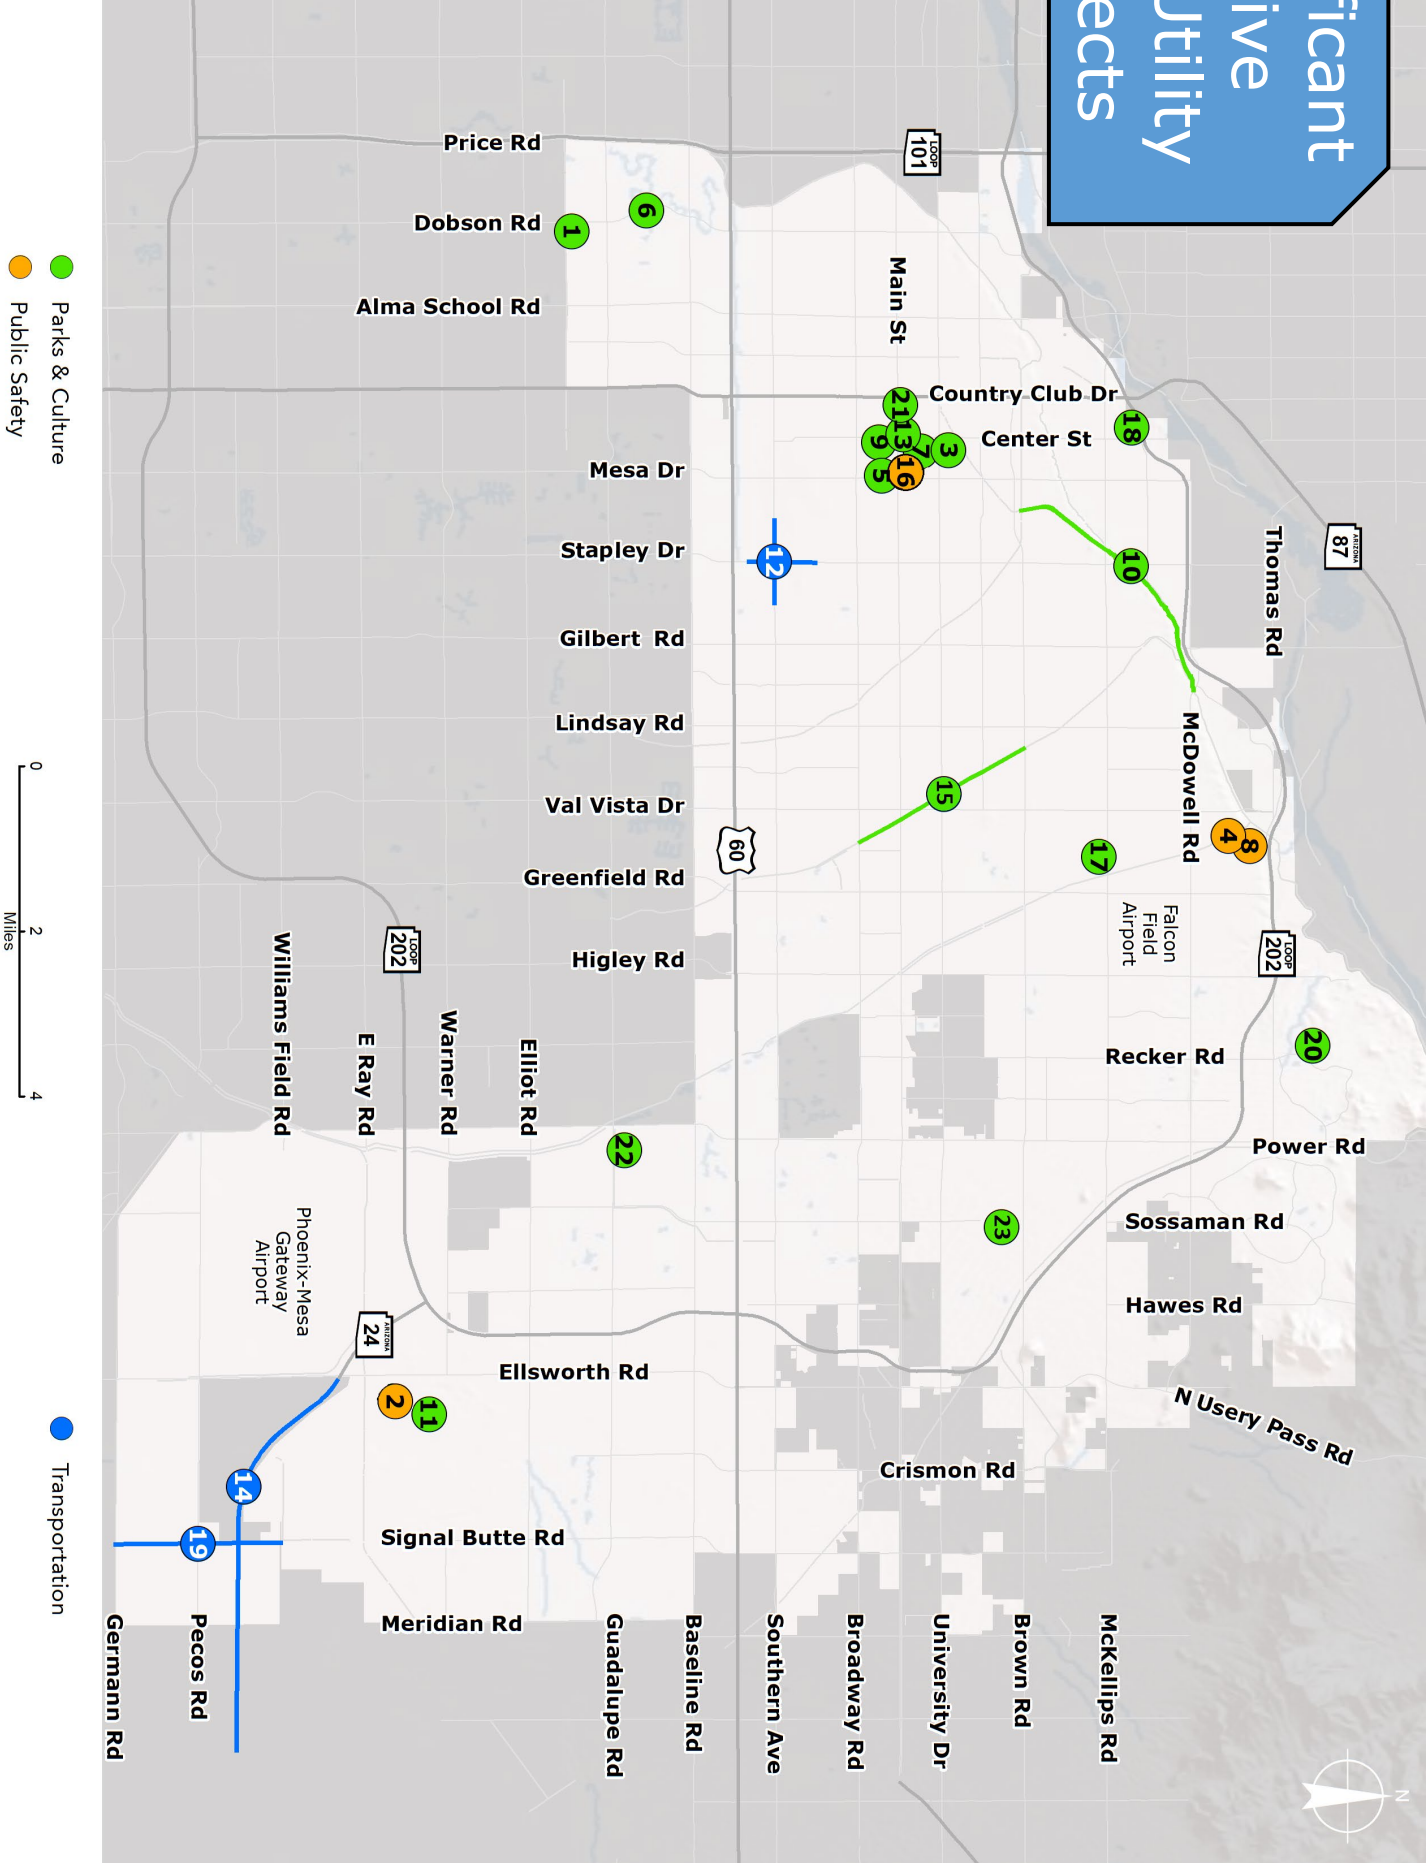 ficant
ive
Utility
ects
LOOP
101
ARIZONA
87
LOOP
202
LOOP
202
ARIZONA
24
60
Price Rd
Dobson Rd
Alma School Rd
Country Club Dr
Center St
Mesa Dr
Stapley Dr
Gilbert Rd
Lindsay Rd
Val Vista Dr
Greenfield Rd
Higley Rd
Recker Rd
Power Rd
Sossaman Rd
Hawes Rd
Ellsworth Rd
N Usery Pass Rd
Crismon Rd
Signal Butte Rd
Meridian Rd
Thomas Rd
McDowell Rd
Main St
McKellips Rd
Brown Rd
University Dr
Broadway Rd
Southern Ave
Baseline Rd
Guadalupe Rd
Elliot Rd
Warner Rd
E Ray Rd
Williams Field Rd
Pecos Rd
Germann Rd
Falcon
Field
Airport
Phoenix-Mesa
Gateway
Airport
1
2
3
4
5
6
7
8
9
10
11
12
13
14
15
16
17
18
19
20
21
22
23
N
Parks & Culture
Public Safety
Transportation
0
2
4
Miles